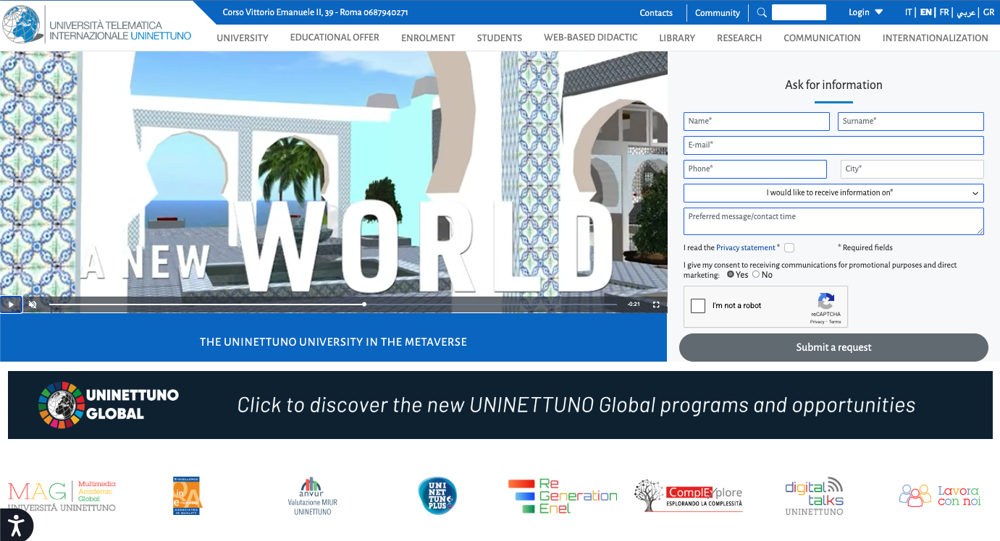 UNIVERSITÀ TELEMATICA
INTERNAZIONALE UNINETTUNO
Corso Vittorio Emanuele II, 39 - Roma 0687940271
Contacts
Community
Login
IT | EN | FR | عربي | GR
UNIVERSITY
EDUCATIONAL OFFER
ENROLMENT
STUDENTS
WEB-BASED DIDACTIC
LIBRARY
RESEARCH
COMMUNICATION
INTERNATIONALIZATION
A NEW WORLD
-0:21
THE UNINETTUNO UNIVERSITY IN THE METAVERSE
Ask for information
Name*
Surname*
E-mail*
Phone*
City*
I would like to receive information on*
Preferred message/contact time
I read the Privacy statement *
* Required fields
I give my consent to receiving communications for promotional purposes and direct
marketing: Yes No
I'm not a robot
reCAPTCHA
Privacy - Terms
Submit a request
UNINETTUNO
GLOBAL
Click to discover the new UNINETTUNO Global programs and opportunities
MAG
Multimedia
Academic
Global
UNIVERSITÀ UNINETTUNO
E-XCELLENCE
in
e-learning
ASSOCIATES
IN QUALITY
anvur
Valutazione MIUR
UNINETTUNO
UNI
NET
TUN
PLUS
Re
Generation
Enel
ComplExplore
ESPLORANDO LA COMPLESSITÀ
digital
talks
UNINETTUNO
Lavora
con noi